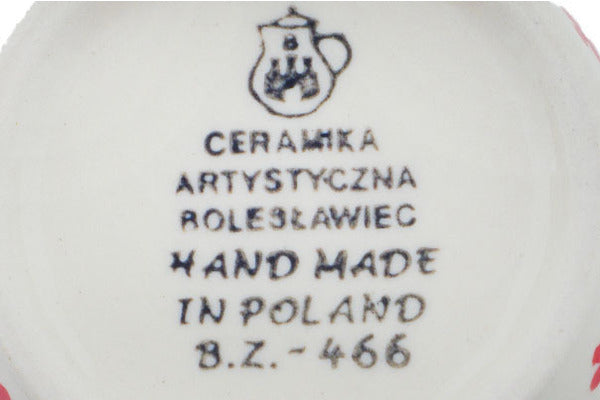 B
CERAMIKA
ARTYSTYCZNA
BOLESŁAWIEC
HAND MADE
IN POLAND
B.Z.-466